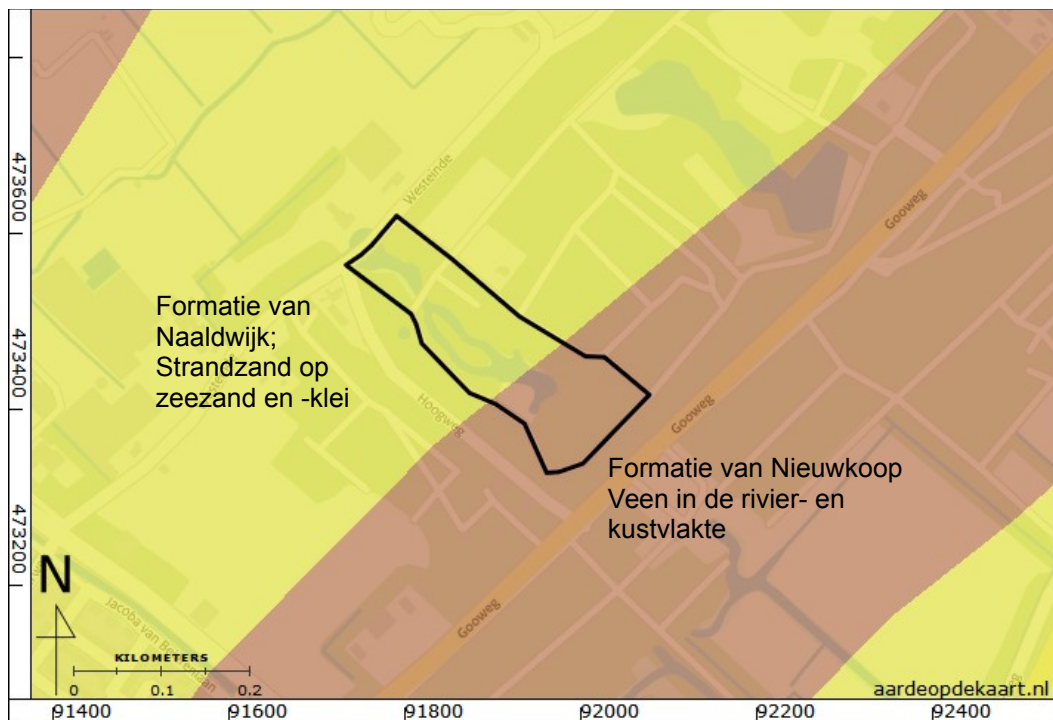 473600
473400
473200
Westeinde
Gooweg
Formatie van
Naaldwijk;
Strandzand op
zeezand en -klei
Hoogweg
Gooweg
Formatie van Nieuwkoop
Veen in de rivier- en
kustvlakte
N
Gooweg
KILOMETERS
0 0.1 0.2
aardeopdekaart.nl
91400 91600 91800 92000 92200 92400